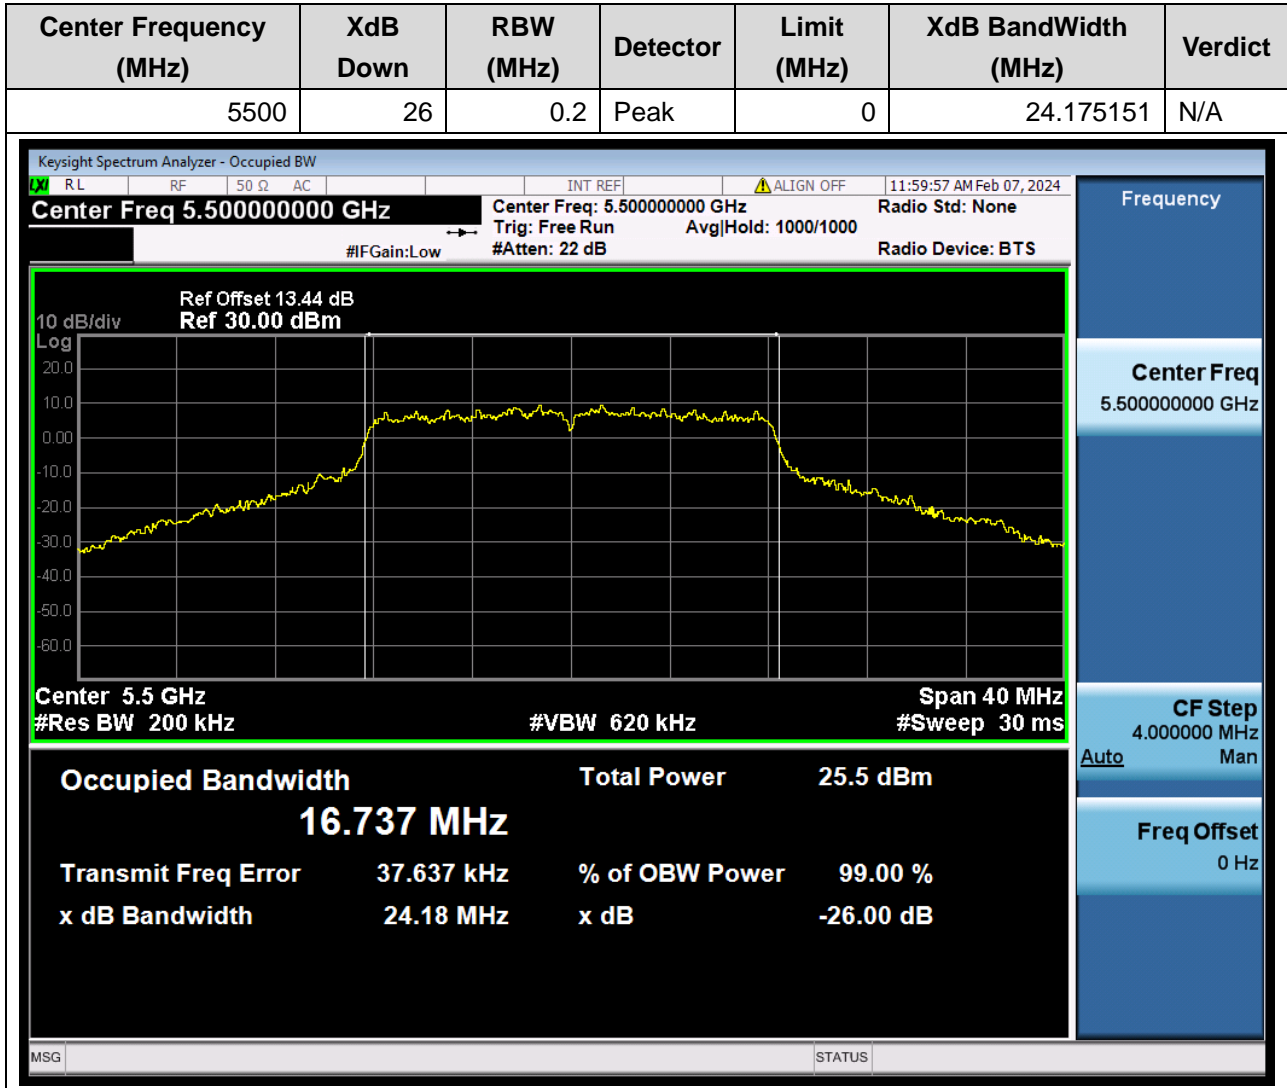 Center Frequency (MHz) XdB Down RBW (MHz) Detector Limit (MHz) XdB BandWidth (MHz) Verdict
5500 26 0.2 Peak 0 24.175151 N/A
Keysight Spectrum Analyzer - Occupied BW
LXI RL RF 50 Ω AC INT REF ALIGN OFF 11:59:57 AM Feb 07, 2024
Center Freq 5.500000000 GHz Center Freq: 5.500000000 GHz Radio Std: None
Trig: Free Run Avg|Hold: 1000/1000
#IFGain:Low #Atten: 22 dB Radio Device: BTS
Frequency
Ref Offset 13.44 dB
10 dB/div Ref 30.00 dBm
Log
20.0
10.0
0.00
-10.0
-20.0
-30.0
-40.0
-50.0
-60.0
Center 5.5 GHz Span 40 MHz
#Res BW 200 kHz #VBW 620 kHz #Sweep 30 ms
Occupied Bandwidth Total Power 25.5 dBm
16.737 MHz
Transmit Freq Error 37.637 kHz % of OBW Power 99.00 %
x dB Bandwidth 24.18 MHz x dB -26.00 dB
Center Freq
5.500000000 GHz
CF Step
4.000000 MHz
Auto Man
Freq Offset
0 Hz
MSG STATUS